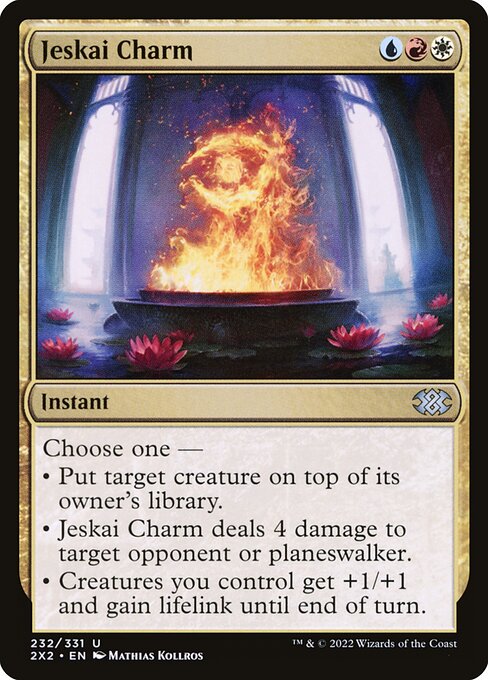 Jeskai Charm
Instant
Choose one —
• Put target creature on top of its
owner's library.
• Jeskai Charm deals 4 damage to
target opponent or planeswalker.
• Creatures you control get +1/+1
and gain lifelink until end of turn.
232/331 U
2X2 • EN Mathias Kollros
™ & © 2022 Wizards of the Coast